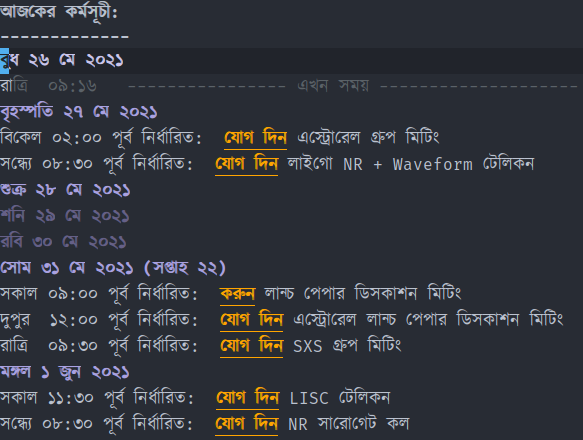 আজকের কর্মসূচী:
-------------
বুধ ২৬ মে ২০২১
রাত্রি ০৯:১৬ ---------------- এখন সময় --------------------
বৃহস্পতি ২৭ মে ২০২১
বিকেল ০২:০০ পূর্ব নির্ধারিত: যোগ দিন এস্ট্রোরেল গ্রুপ মিটিং
সন্ধ্যে ০৮:৩০ পূর্ব নির্ধারিত: যোগ দিন লাইগো NR + Waveform টেলিকন
শুক্র ২৮ মে ২০২১
শনি ২৯ মে ২০২১
রবি ৩০ মে ২০২১
সোম ৩১ মে ২০২১ (সপ্তাহ ২২)
সকাল ০৯:০০ পূর্ব নির্ধারিত: করুন লান্চ পেপার ডিসকাশন মিটিং
দুপুর ১২:০০ পূর্ব নির্ধারিত: যোগ দিন এস্ট্রোরেল লান্চ পেপার ডিসকাশন মিটিং
রাত্রি ০৯:৩০ পূর্ব নির্ধারিত: যোগ দিন SXS গ্রুপ মিটিং
মঙ্গল ১ জুন ২০২১
সকাল ১১:৩০ পূর্ব নির্ধারিত: যোগ দিন LISC টেলিকন
সন্ধ্যে ০৮:৩০ পূর্ব নির্ধারিত: যোগ দিন NR সারোগেট কল